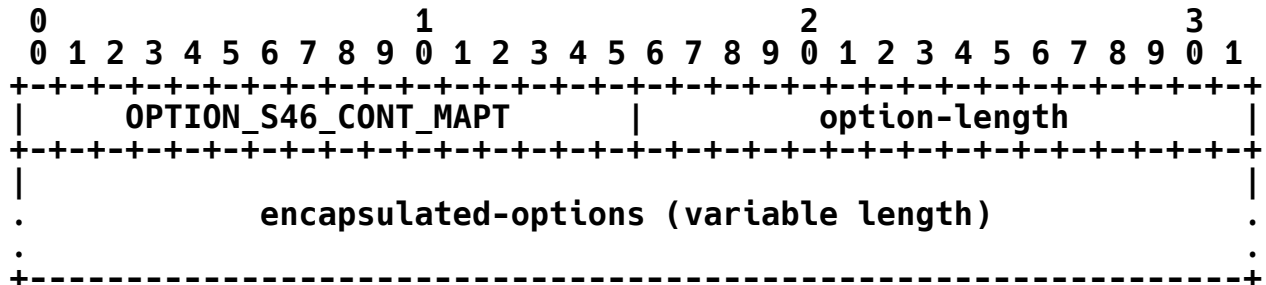 0                   1                   2                   3
 0 1 2 3 4 5 6 7 8 9 0 1 2 3 4 5 6 7 8 9 0 1 2 3 4 5 6 7 8 9 0 1
+-+-+-+-+-+-+-+-+-+-+-+-+-+-+-+-+-+-+-+-+-+-+-+-+-+-+-+-+-+-+-+-+
|     OPTION_S46_CONT_MAPT      |         option-length         |
+-+-+-+-+-+-+-+-+-+-+-+-+-+-+-+-+-+-+-+-+-+-+-+-+-+-+-+-+-+-+-+-+
|                                                               |
.            encapsulated-options (variable length)             .
.                                                               .
+---------------------------------------------------------------+